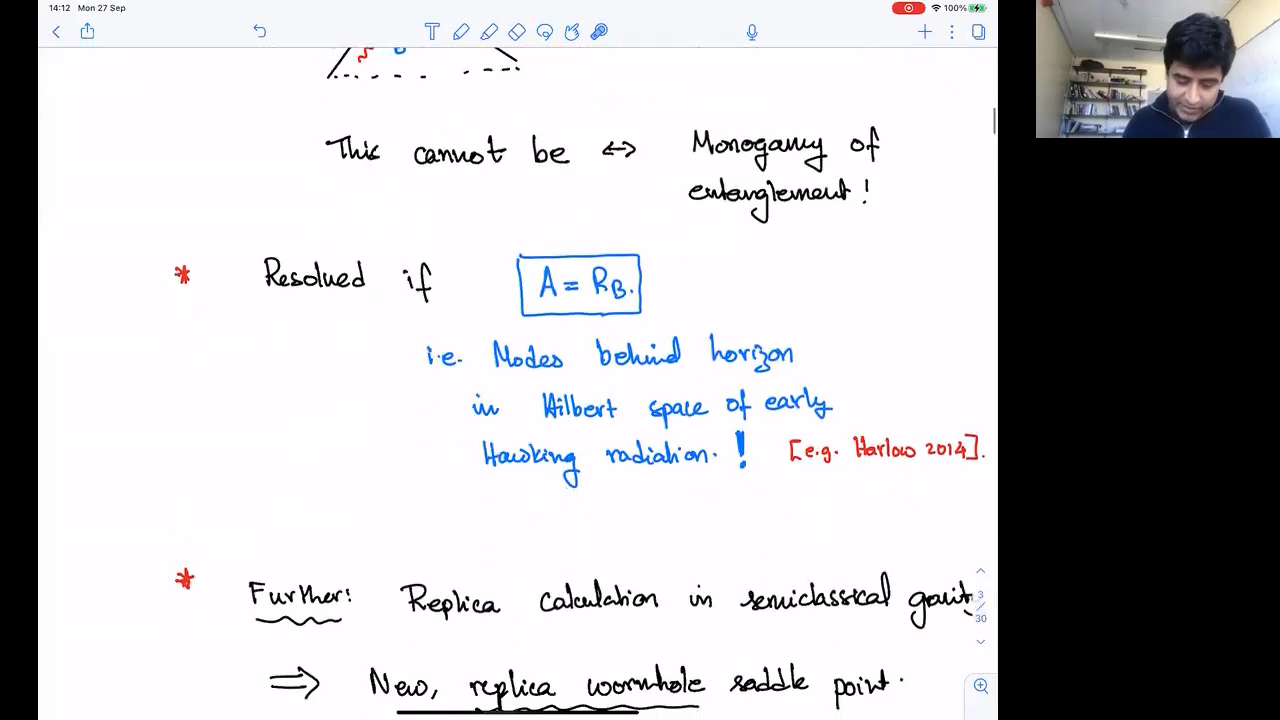 14:12 Mon 27 Sep
100%
This cannot be ↔ Monogamy of
entanglement!
* Resolved if A = R_B.
i.e. Modes behind horizon
in Hilbert space of early
Hawking radiation. ! [e.g. Harlow 2014].
* Further: Replica calculation in semiclassical gravity
3
/
30
⇒ New, replica wormhole saddle point.